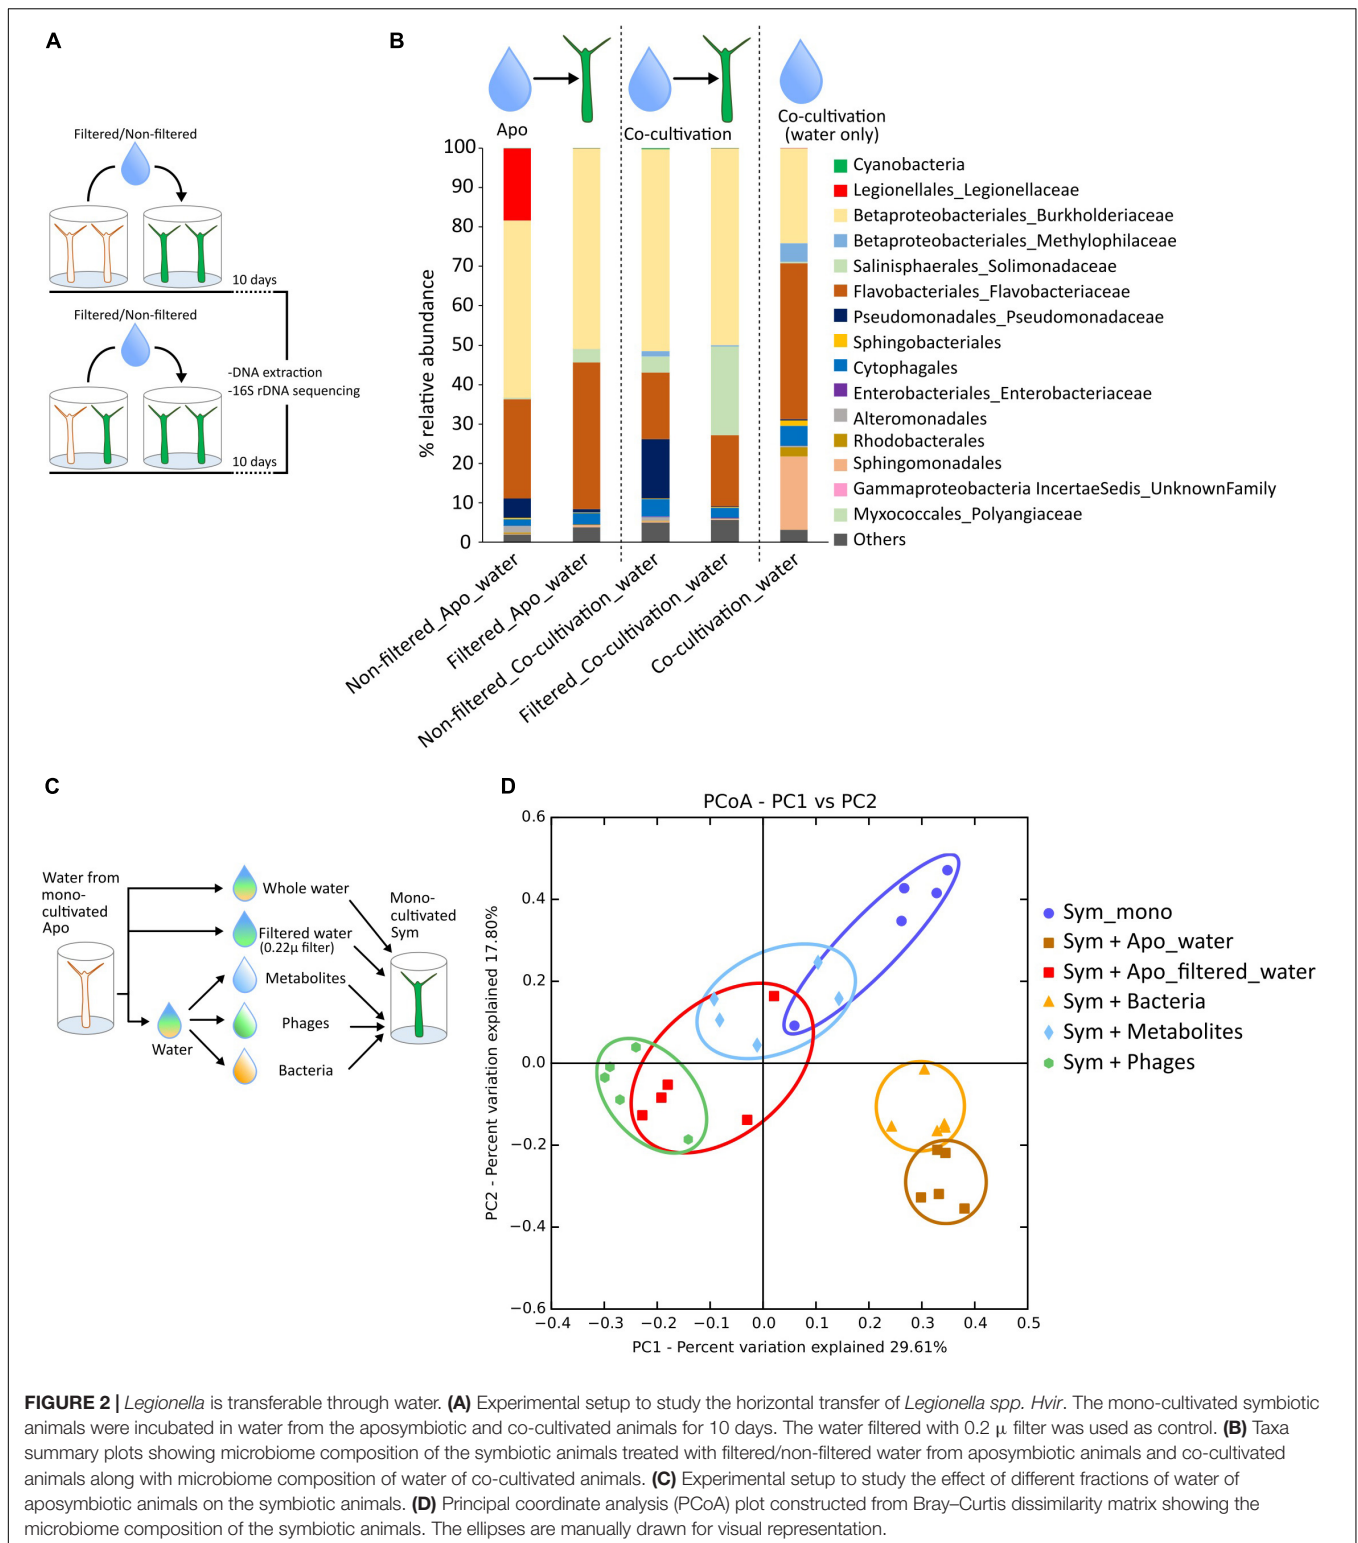 A
Filtered/Non-filtered
10 days
Filtered/Non-filtered
-DNA extraction
-16S rDNA sequencing
10 days
B
Apo
Co-cultivation
Co-cultivation
(water only)
% relative abundance
100
90
80
70
60
50
40
30
20
10
0
Non-filtered_Apo_water
Filtered_Apo_water
Non-filtered_Co-cultivation_water
Filtered_Co-cultivation_water
Co-cultivation_water
Cyanobacteria
Legionellales_Legionellaceae
Betaproteobacteriales_Burkholderiaceae
Betaproteobacteriales_Methylophilaceae
Salinisphaerales_Solimonadaceae
Flavobacteriales_Flavobacteriaceae
Pseudomonadales_Pseudomonadaceae
Sphingobacteriales
Cytophagales
Enterobacteriales_Enterobacteriaceae
Alteromonadales
Rhodobacterales
Sphingomonadales
Gammaproteobacteria IncertaeSedis_UnknownFamily
Myxococcales_Polyangiaceae
Others
C
Water from
mono-
cultivated
Apo
Water
Whole water
Filtered water
(0.22μ filter)
Metabolites
Phages
Bacteria
Mono-
cultivated
Sym
D
PCoA - PC1 vs PC2
PC2 - Percent variation explained 17.80%
0.6
0.4
0.2
0.0
−0.2
−0.4
−0.6
−0.4 −0.3 −0.2 −0.1 0.0 0.1 0.2 0.3 0.4 0.5
PC1 - Percent variation explained 29.61%
Sym_mono
Sym + Apo_water
Sym + Apo_filtered_water
Sym + Bacteria
Sym + Metabolites
Sym + Phages
FIGURE 2 | Legionella is transferable through water. (A) Experimental setup to study the horizontal transfer of Legionella spp. Hvir. The mono-cultivated symbiotic
animals were incubated in water from the aposymbiotic and co-cultivated animals for 10 days. The water filtered with 0.2 μ filter was used as control. (B) Taxa
summary plots showing microbiome composition of the symbiotic animals treated with filtered/non-filtered water from aposymbiotic animals and co-cultivated
animals along with microbiome composition of water of co-cultivated animals. (C) Experimental setup to study the effect of different fractions of water of
aposymbiotic animals on the symbiotic animals. (D) Principal coordinate analysis (PCoA) plot constructed from Bray–Curtis dissimilarity matrix showing the
microbiome composition of the symbiotic animals. The ellipses are manually drawn for visual representation.